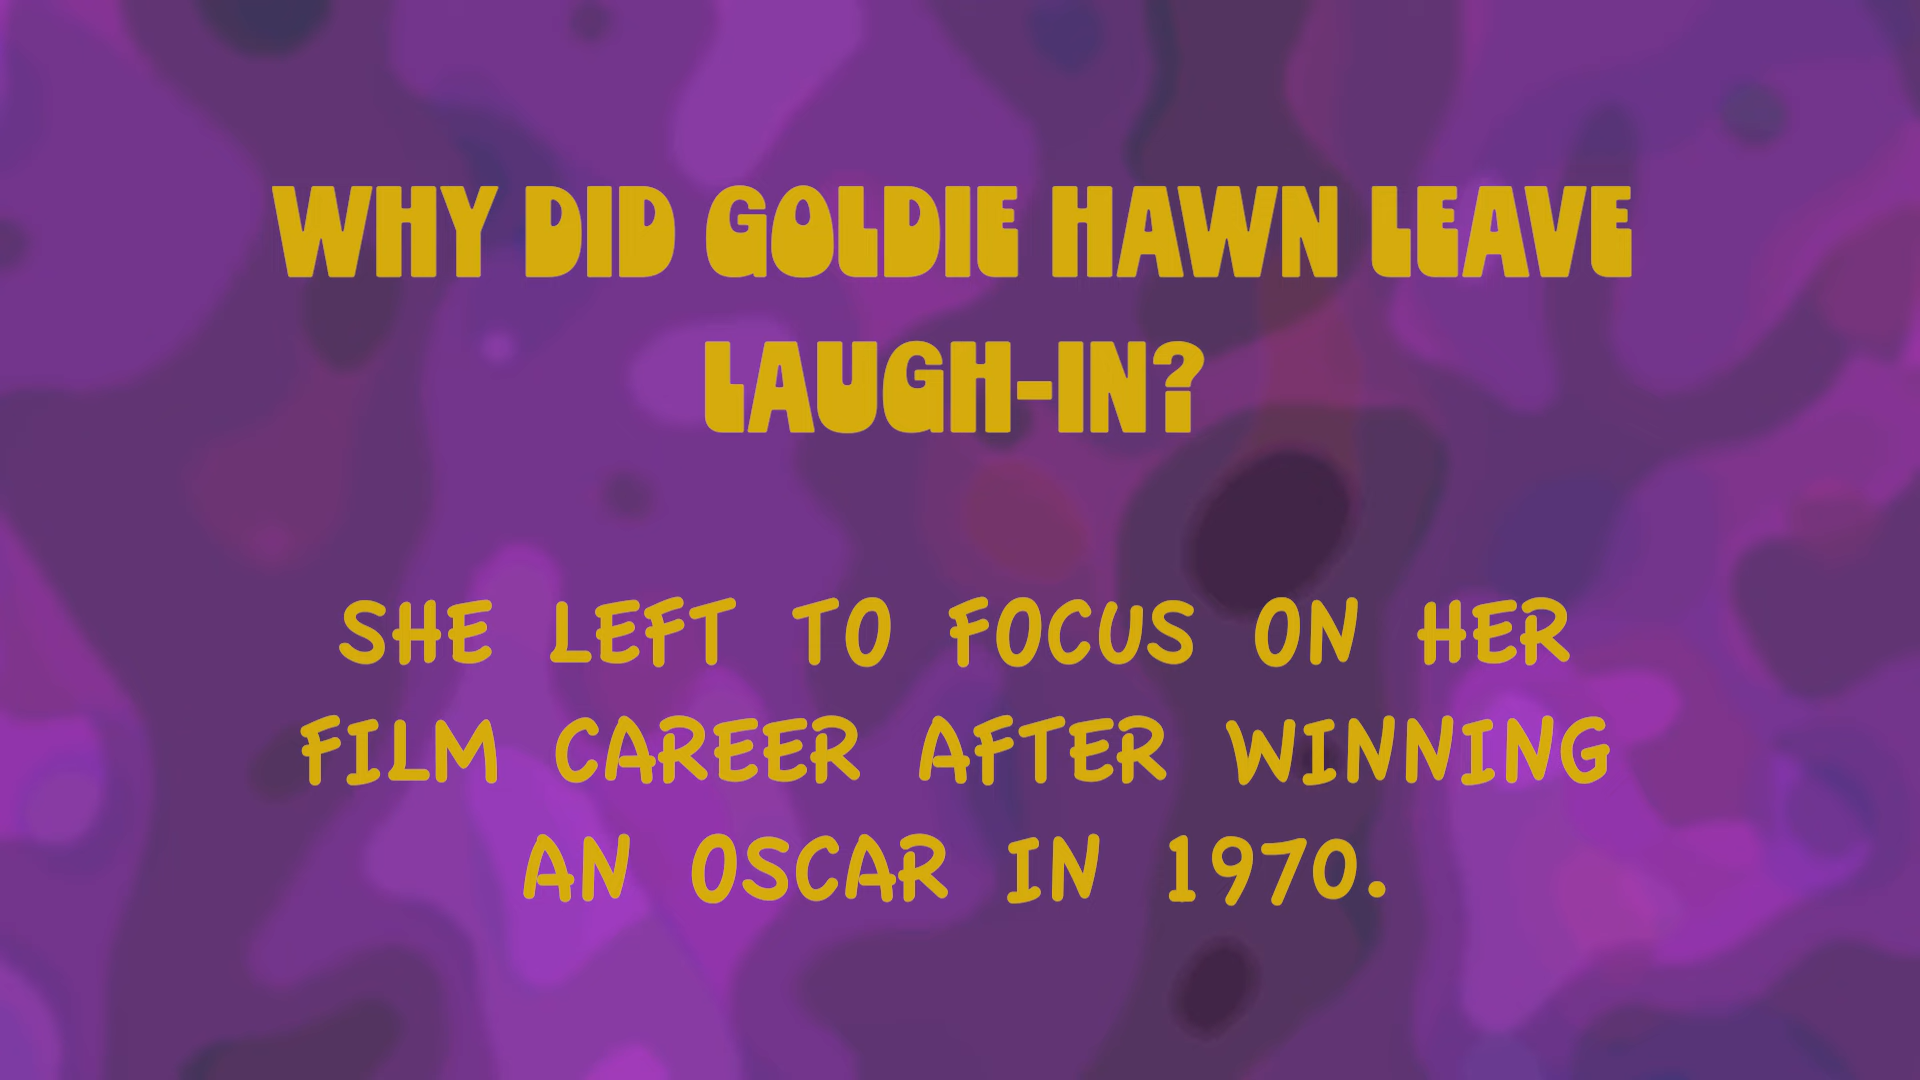 WHY DID GOLDIE HAWN LEAVE
LAUGH-IN?
SHE LEFT TO FOCUS ON HER
FILM CAREER AFTER WINNING
AN OSCAR IN 1970.